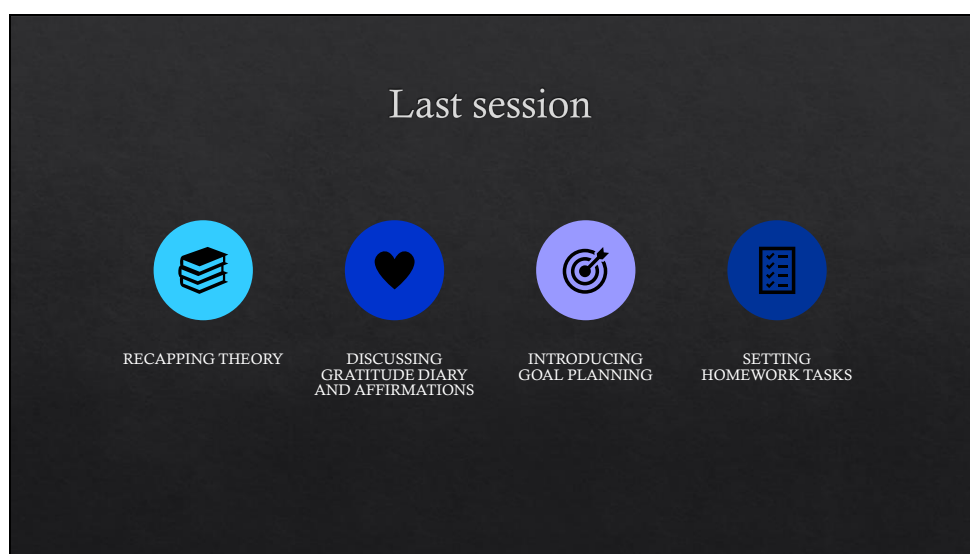 Last session
RECAPPING THEORY
DISCUSSING
GRATITUDE DIARY
AND AFFIRMATIONS
INTRODUCING
GOAL PLANNING
SETTING
HOMEWORK TASKS